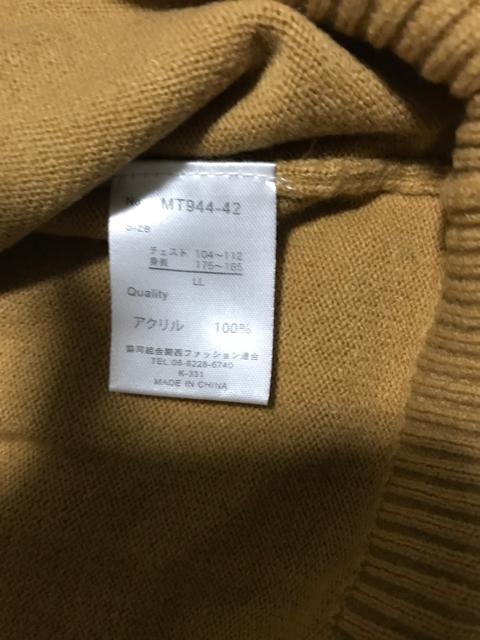 No. MT944-42
Size
チェスト 104～112
身長 175～185
LL
Quality
アクリル 100%
協同組合関西ファッション連合
TEL.06-6228-6740
K-331
MADE IN CHINA